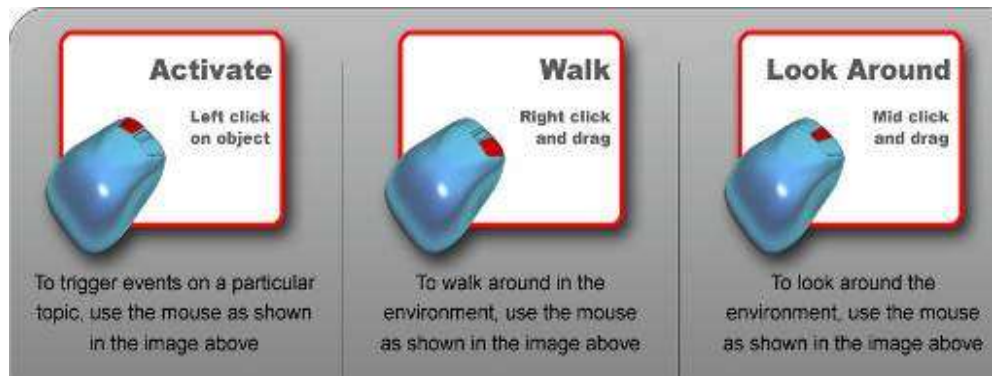 Activate
Left click
on object
To trigger events on a particular
topic, use the mouse as shown
in the image above
Walk
Right click
and drag
To walk around in the
environment, use the mouse
as shown in the image above
Look Around
Mid click
and drag
To look around the
environment, use the mouse
as shown in the image above